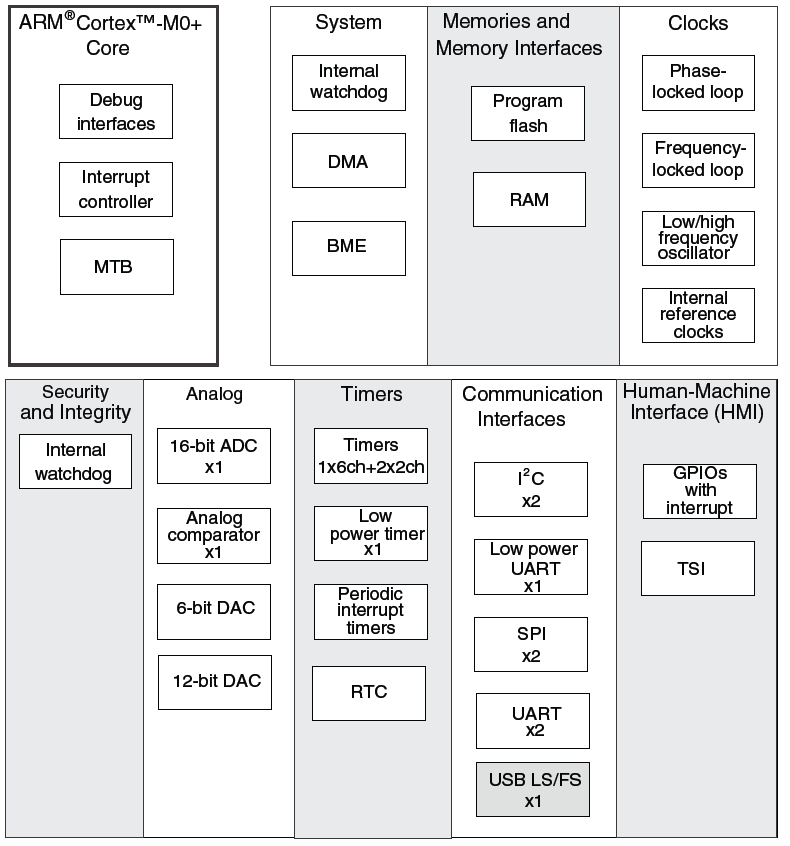 ARM®Cortex™-M0+
Core
Debug
interfaces
Interrupt
controller
MTB
System
Internal
watchdog
DMA
BME
Memories and
Memory Interfaces
Program
flash
RAM
Clocks
Phase-
locked loop
Frequency-
locked loop
Low/high
frequency
oscillator
Internal
reference
clocks
Security
and Integrity
Internal
watchdog
Analog
16-bit ADC
x1
Analog
comparator
x1
6-bit DAC
12-bit DAC
Timers
Timers
1x6ch+2x2ch
Low
power timer
x1
Periodic
interrupt
timers
RTC
Communication
Interfaces
I²C
x2
Low power
UART
x1
SPI
x2
UART
x2
USB LS/FS
x1
Human-Machine
Interface (HMI)
GPIOs
with
interrupt
TSI